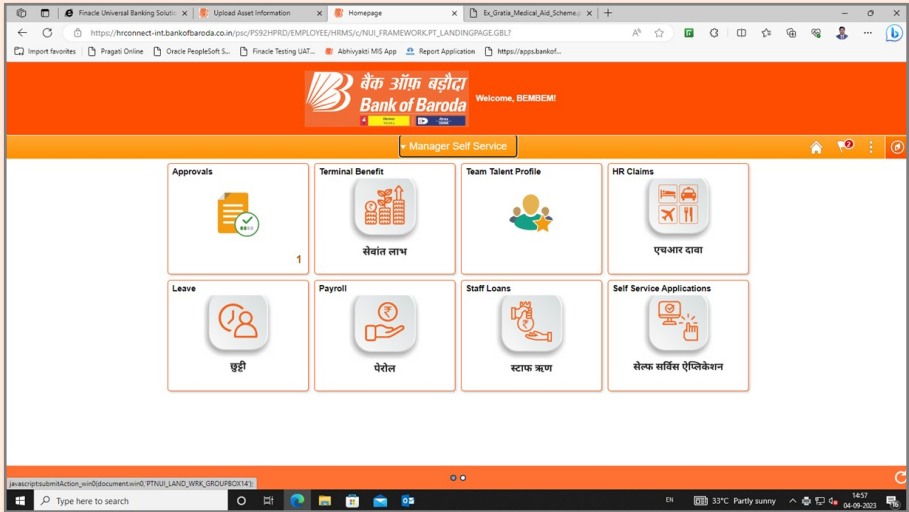 Finacle Universal Banking Solutic
Upload Asset Information
Homepage
Ex_Gratia_Medical_Aid_Scheme.p
https://hrconnect-int.bankofbaroda.co.in/psc/PS92HPRD/EMPLOYEE/HRMS/c/NUI_FRAMEWORK.PT_LANDINGPAGE.GBL?
Import favorites Pragati Online Oracle PeopleSoft S... Finacle Testing UAT... Abhivyakti MIS App Report Application https://apps.bankof...
बैंक ऑफ़ बड़ौदा
Bank of Baroda
Welcome, BEMBEM!
Manager Self Service
2
Approvals
1
Terminal Benefit
सेवांत लाभ
Team Talent Profile
HR Claims
एचआर दावा
Leave
छुट्टी
Payroll
पेरोल
Staff Loans
स्टाफ ऋण
Self Service Applications
सेल्फ सर्विस ऐप्लिकेशन
javascript:submitAction_win0(document.win0,'PTNUI_LAND_WRK_GROUPBOX14');
Type here to search
EN
33°C Partly sunny
14:57
04-09-2023